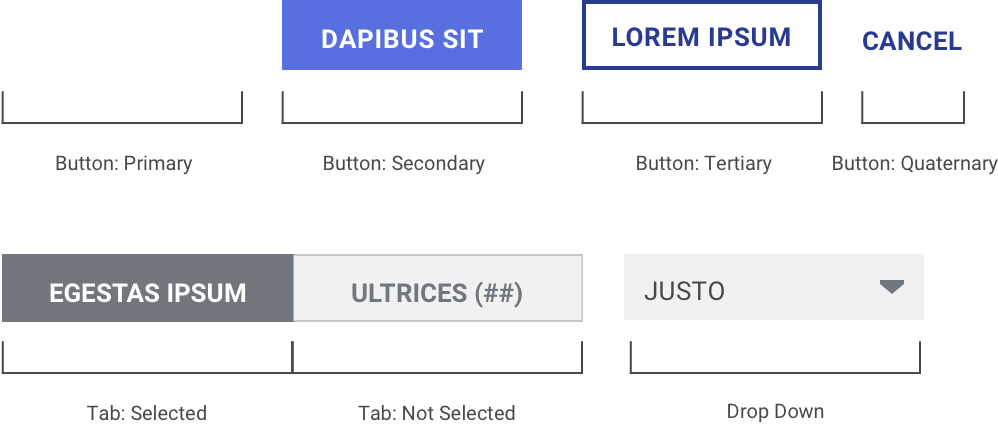 DAPIBUS SIT
LOREM IPSUM
CANCEL
Button: Primary
Button: Secondary
Button: Tertiary
Button: Quaternary
EGESTAS IPSUM
ULTRICES (##)
JUSTO
Tab: Selected
Tab: Not Selected
Drop Down